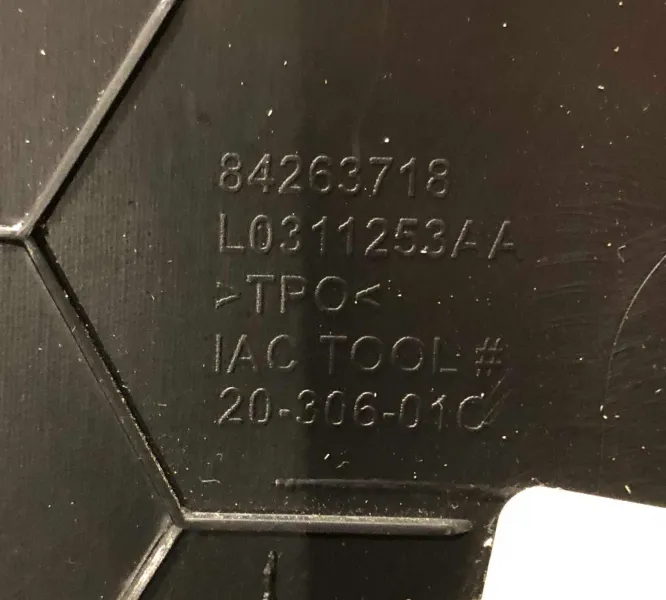 84263718
L0311253AA
>TPO<
IAC TOOL #
20-306-01C